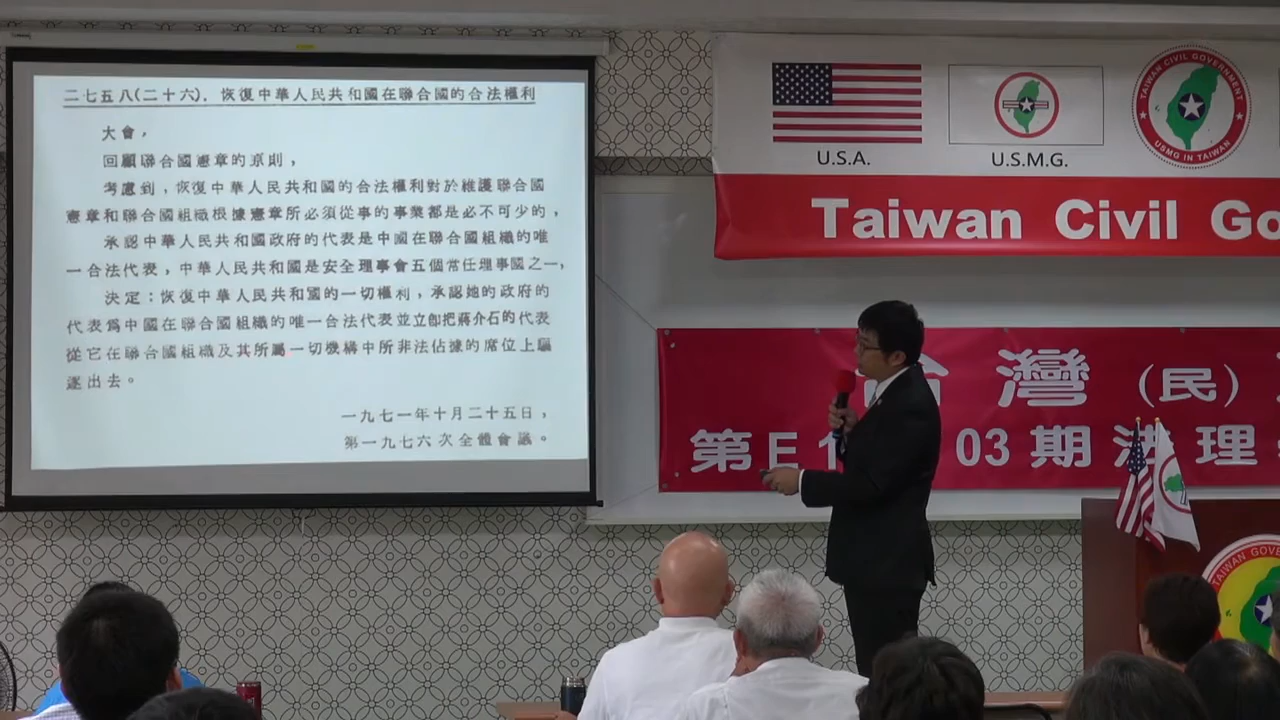 二七五八(二十六). 恢復中華人民共和國在聯合國的合法權利
大會,
回顧聯合國憲章的原則,
考慮到,恢復中華人民共和國的合法權利對於維護聯合國
憲章和聯合國組織根據憲章所必須從事的事業都是必不可少的,
承認中華人民共和國政府的代表是中國在聯合國組織的唯
一合法代表,中華人民共和國是安全理事會五個常任理事國之一,
決定:恢復中華人民共和國的一切權利,承認她的政府的
代表爲中國在聯合國組織的唯一合法代表並立卽把蔣介石的代表
從它在聯合國組織及其所屬一切機構中所非法佔據的席位上驅
逐出去。
一九七一年十月二十五日,
第一九七六次全體會議。
U.S.A.
U.S.M.G.
TAIWAN CIVIL GOVERNMENT
USMG IN TAIWAN
Taiwan Civil Go
灣(民)
第E1 03期法理
TAIWAN GOVE